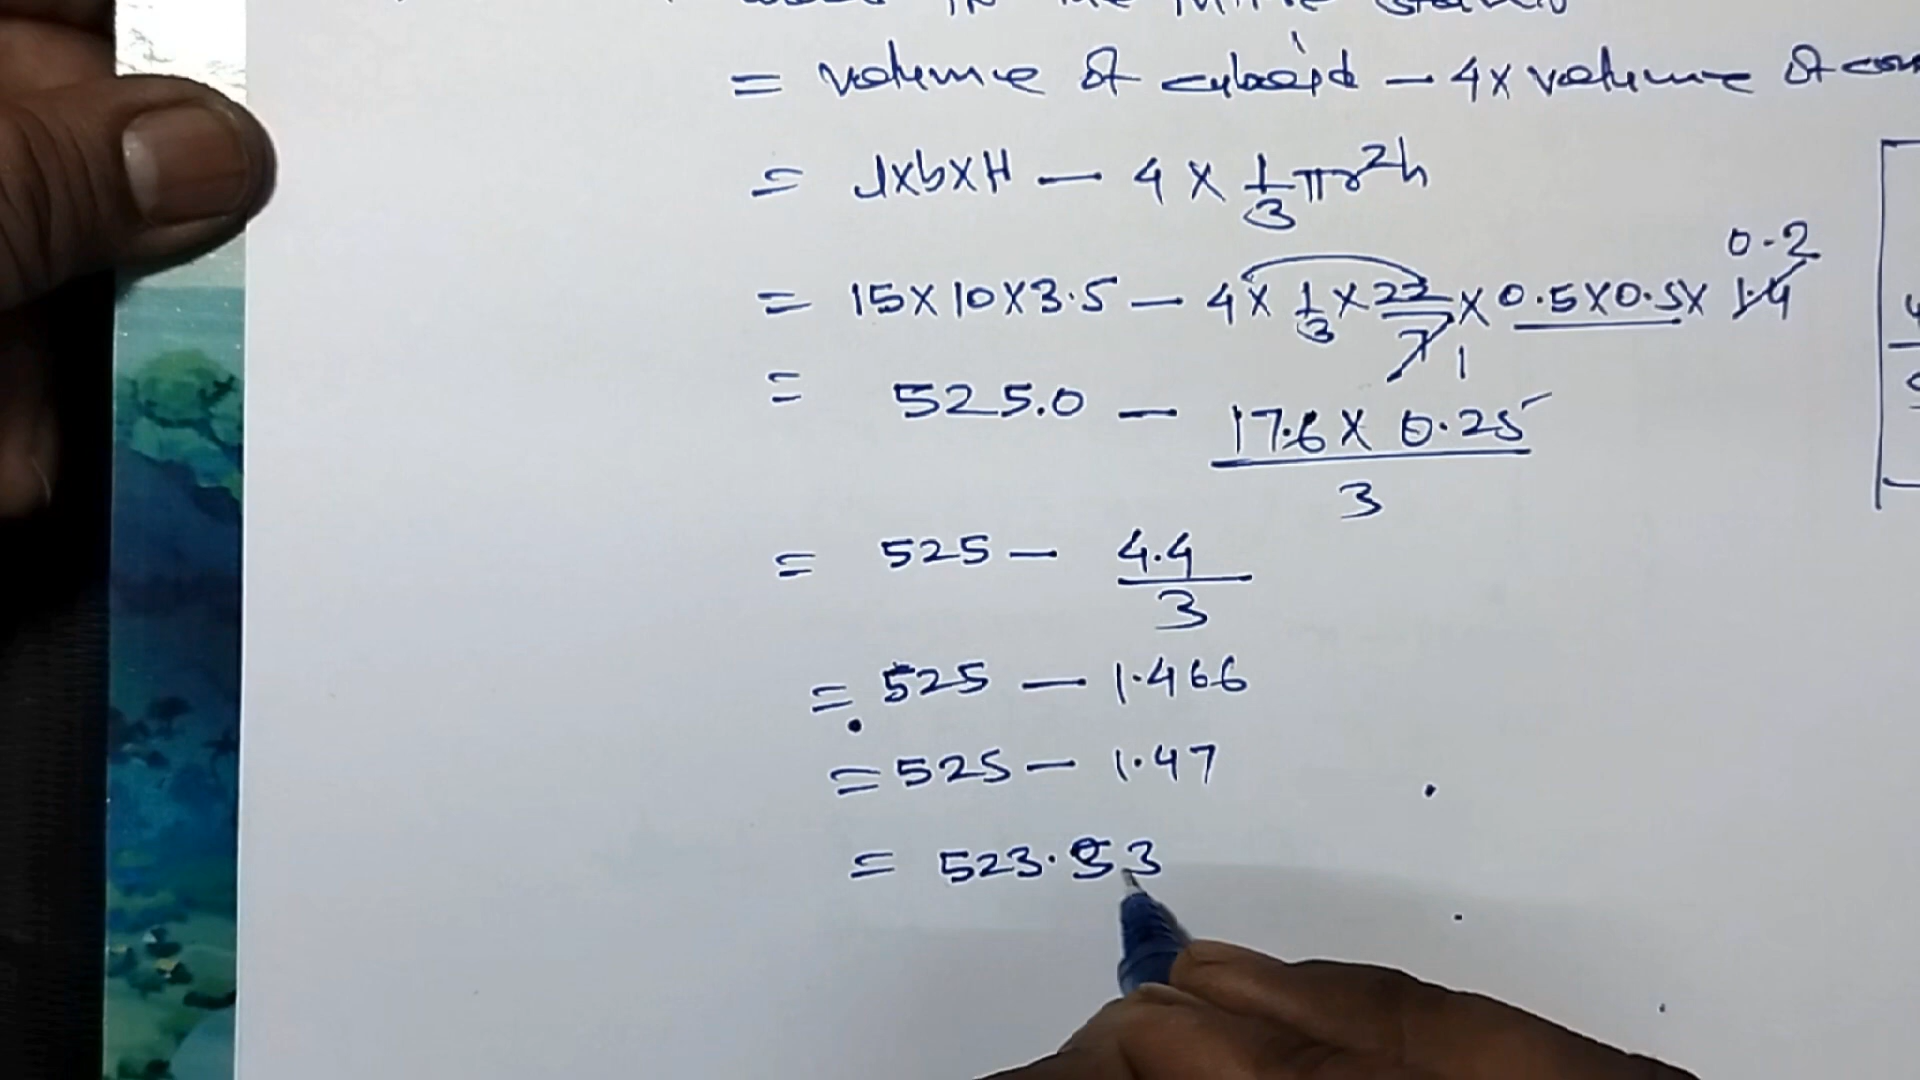 in the
= volume of cuboid - 4 x volume of
= l x b x H - 4 x 1/3 πr²h
0.2
= 15 x 10 x 3.5 - 4 x 1/3 x 22/7 x 0.5 x 0.5 x 1.4
1
= 525.0 - 17.6 x 0.25 / 3
= 525 - 4.4/3
= 525 - 1.466
= 525 - 1.47
= 523.53